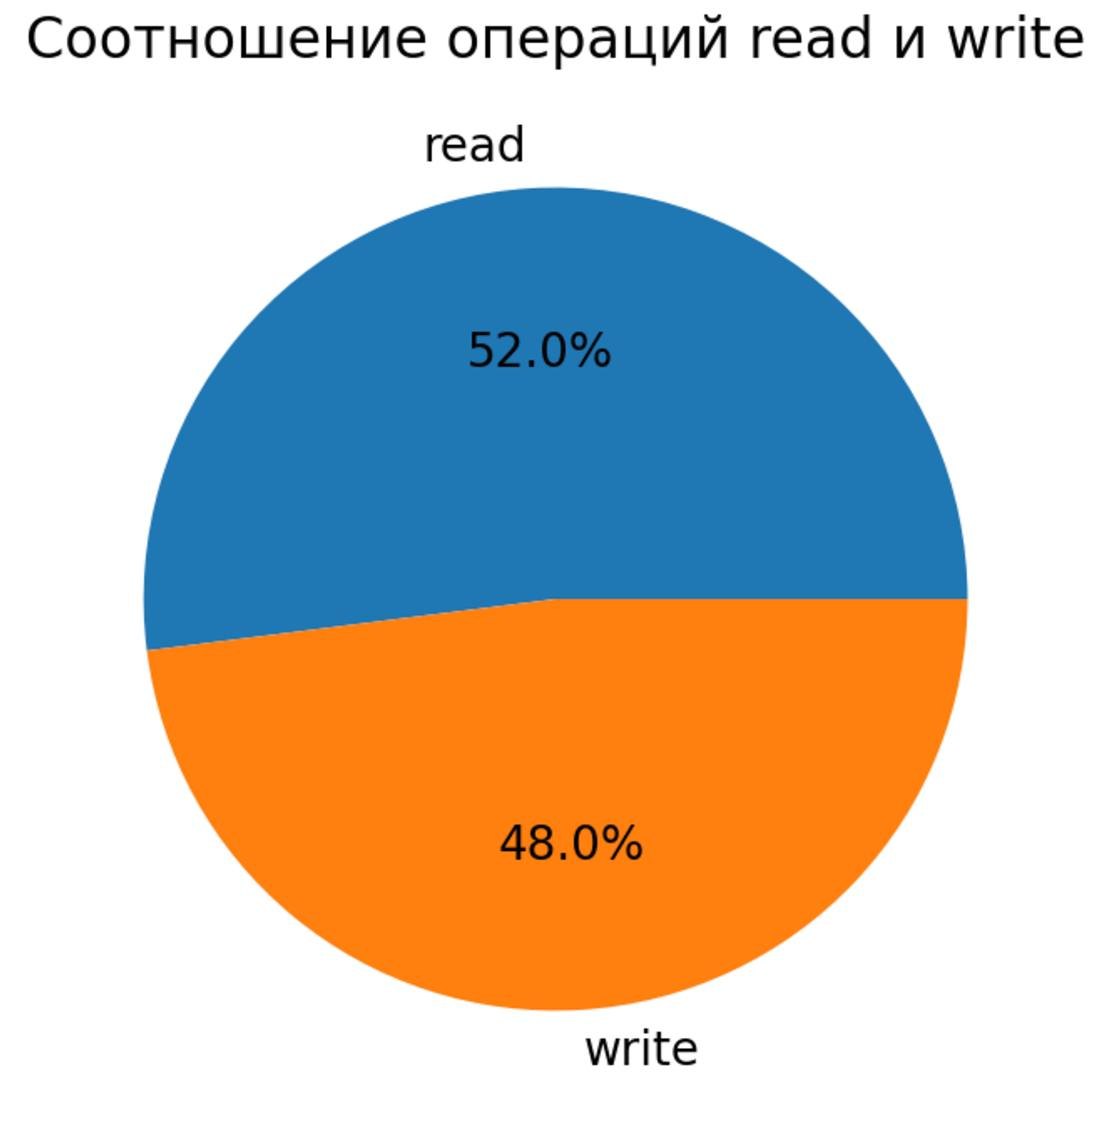 Соотношение операций read и write
read
52.0%
48.0%
write